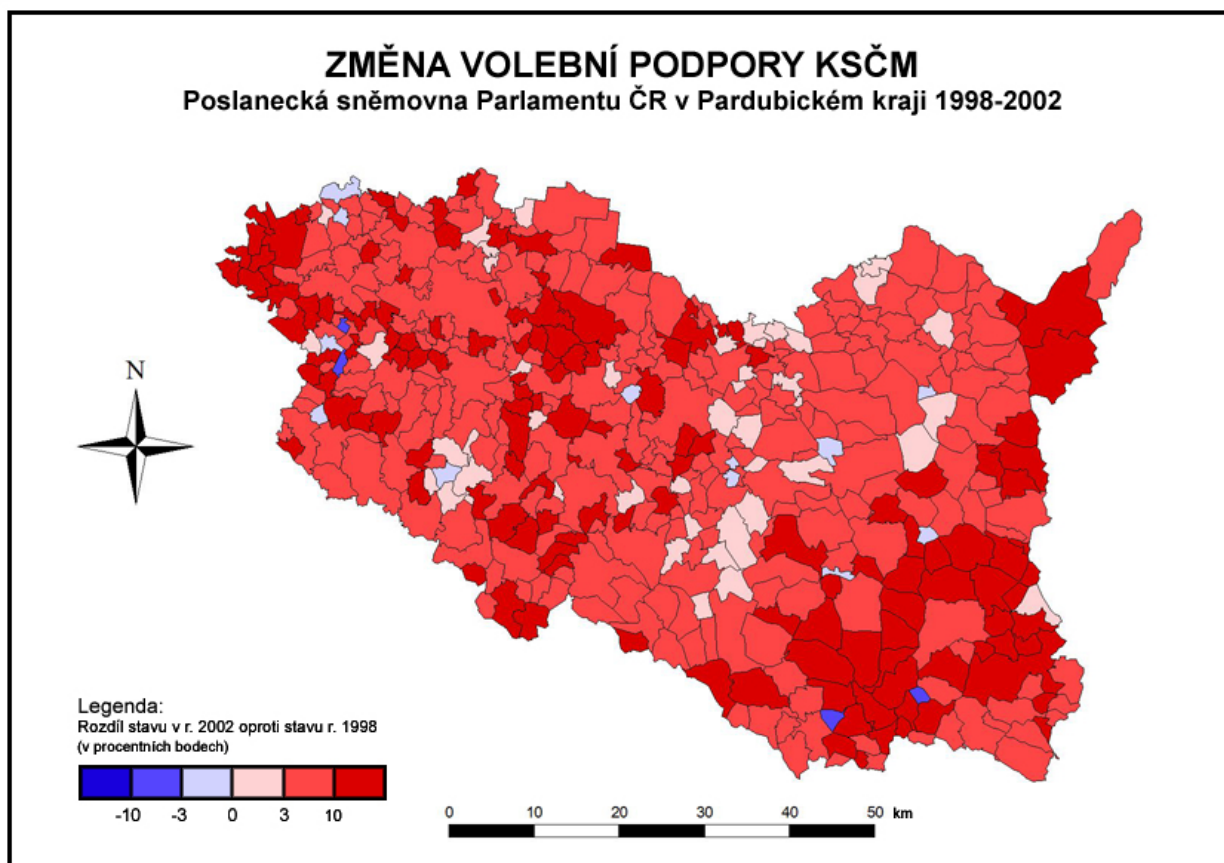 ZMĚNA VOLEBNÍ PODPORY KSČM
Poslanecká sněmovna Parlamentu ČR v Pardubickém kraji 1998-2002
N
Legenda:
Rozdíl stavu v r. 2002 oproti stavu r. 1998
(v procentních bodech)
-10 -3 0 3 10
0 10 20 30 40 50 km